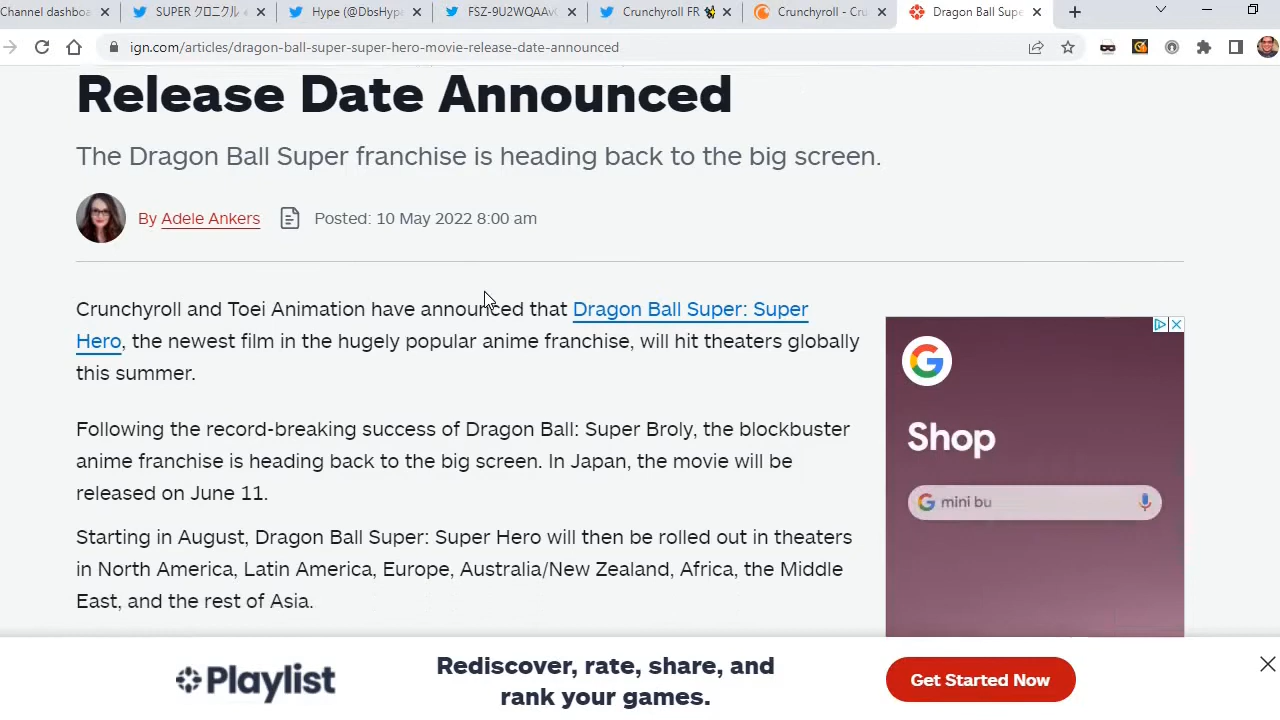 Channel dashboa
SUPER クロニクル
Hype (@DbsHype
FSZ-9U2WQAAv
Crunchyroll FR
Crunchyroll - Cru
Dragon Ball Supe
ign.com/articles/dragon-ball-super-super-hero-movie-release-date-announced
Release Date Announced
The Dragon Ball Super franchise is heading back to the big screen.
By Adele Ankers
Posted: 10 May 2022 8:00 am
Crunchyroll and Toei Animation have announced that Dragon Ball Super: Super
Hero, the newest film in the hugely popular anime franchise, will hit theaters globally
this summer.
Following the record-breaking success of Dragon Ball: Super Broly, the blockbuster
anime franchise is heading back to the big screen. In Japan, the movie will be
released on June 11.
Starting in August, Dragon Ball Super: Super Hero will then be rolled out in theaters
in North America, Latin America, Europe, Australia/New Zealand, Africa, the Middle
East, and the rest of Asia.
Shop
mini bu
Playlist
Rediscover, rate, share, and
rank your games.
Get Started Now